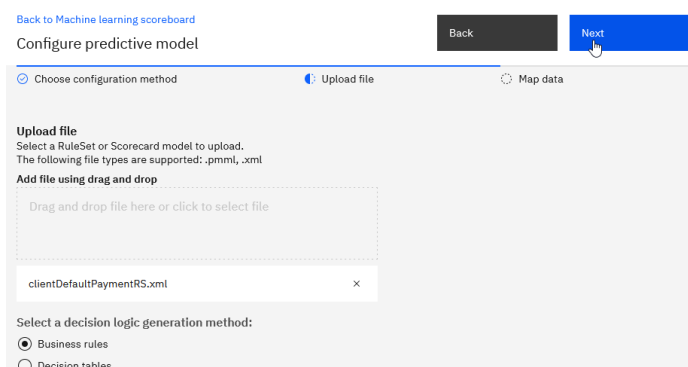 Back to Machine learning scoreboard
Configure predictive model
Back
Next
Choose configuration method
Upload file
Map data
Upload file
Select a RuleSet or Scorecard model to upload.
The following file types are supported: .pmml, .xml
Add file using drag and drop
Drag and drop file here or click to select file
clientDefaultPaymentRS.xml
Select a decision logic generation method:
Business rules
Decision tables